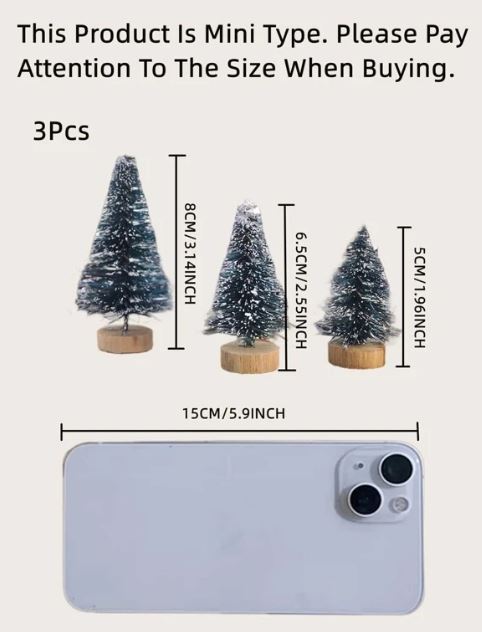 This Product Is Mini Type. Please Pay
Attention To The Size When Buying.
3Pcs
8CM/3.14INCH
6.5CM/2.55INCH
5CM/1.96INCH
15CM/5.9INCH